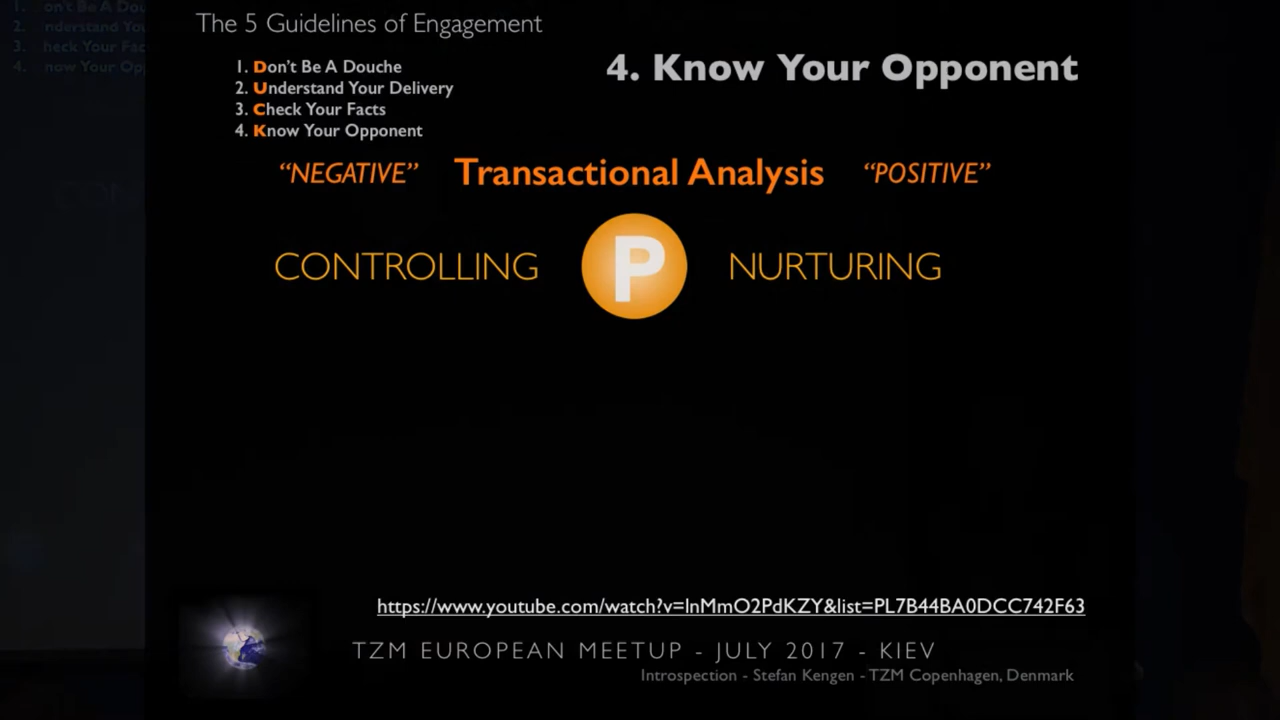 The 5 Guidelines of Engagement
1. Don't Be A Douche
2. Understand Your Delivery
3. Check Your Facts
4. Know Your Opponent
4. Know Your Opponent
“NEGATIVE” Transactional Analysis “POSITIVE”
CONTROLLING P NURTURING
https://www.youtube.com/watch?v=lnMmO2PdKZY&list=PL7B44BA0DCC742F63
TZM EUROPEAN MEETUP - JULY 2017 - KIEV
Introspection - Stefan Kengen - TZM Copenhagen, Denmark